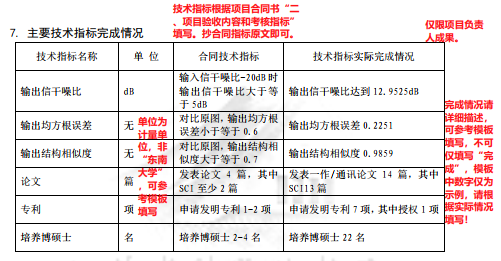 技术指标根据项目合同书“二
、项目验收内容和考核指标”
填写。抄合同指标原文即可。
仅限项目负责
人成果。
7. 主要技术指标完成情况
技术指标名称 单 位 合同技术指标 技术指标实际完成情况
输出信干噪比 dB 输入信干噪比-20dB 时
输出信干噪比大于等
于 5dB 输出信干噪比达到 12.9525dB
输出均方根误差 无 对比原图，输出均方根
误差小于等于 0.6 输出均方根误差 0.2251
输出结构相似度 无 对比原图，输出结构相
似度大于等于 0.7 输出结构相似度 0.9859
论文 篇 发表论文 4 篇，其中
SCI 至少 2 篇 发表一作/通讯论文 14 篇，其中
SCI13 篇
专利 项 申请发明专利 1-2 项 申请发明专利 7 项，其中授权 1 项
培养博硕士 名 培养博硕士 2-4 名 培养博硕士 22 名
单位为
计量单
位，非
“东南
大学”
，可参
考模板
填写
完成情况请
详细描述，
可参考模板
填写，不可
仅填写“完
成”，模板
中数字仅为
示例，请根
据实际情况
填写！